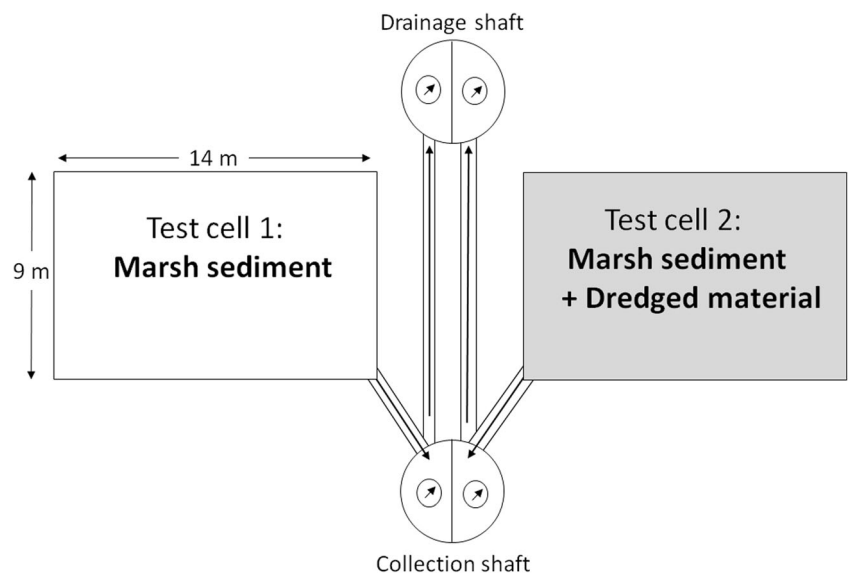 Drainage shaft
14 m
9 m
Test cell 1:
Marsh sediment
Test cell 2:
Marsh sediment
+ Dredged material
Collection shaft